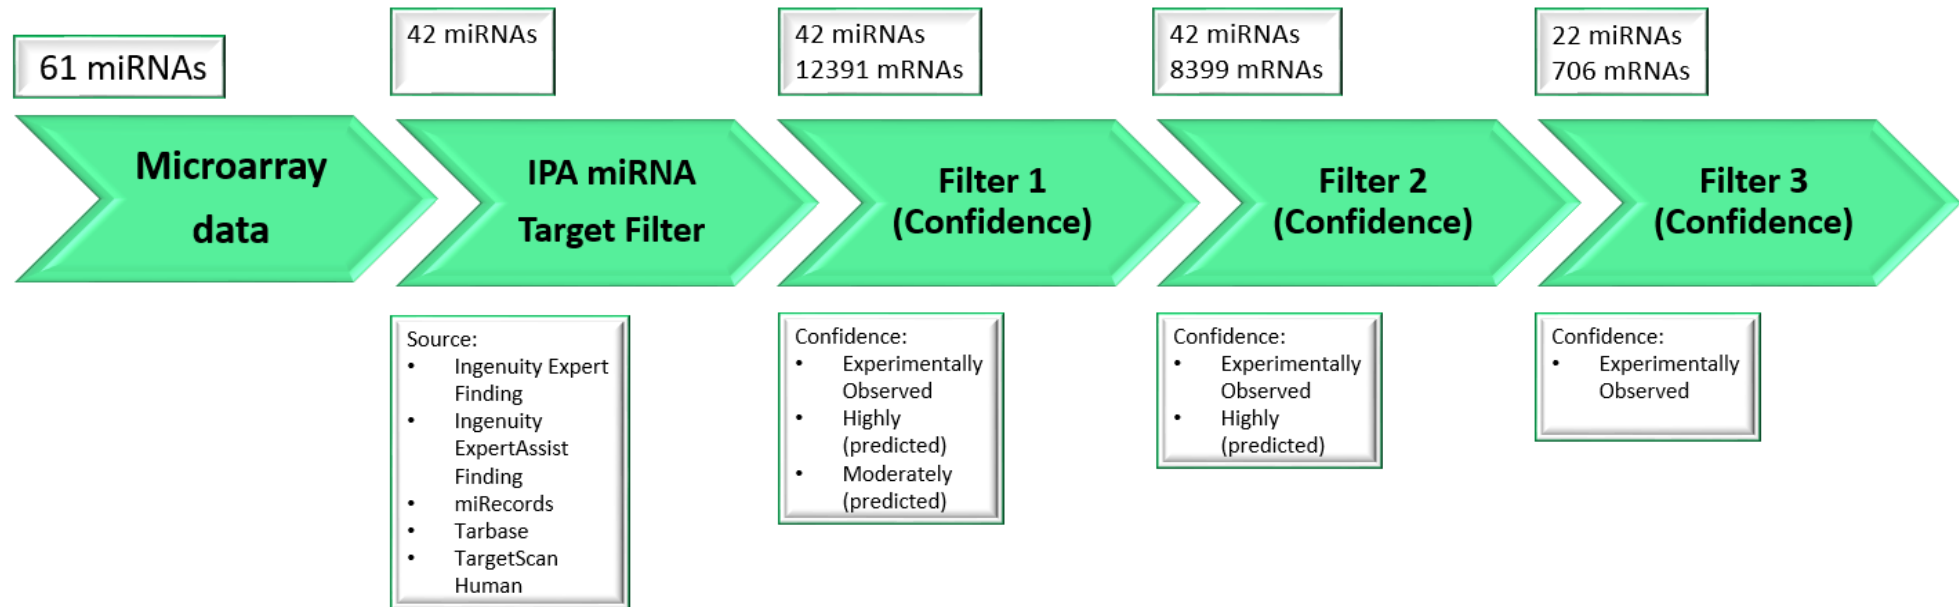 61 miRNAs
Microarray
data
42 miRNAs
IPA miRNA
Target Filter
Source:
• Ingenuity Expert
Finding
• Ingenuity
ExpertAssist
Finding
• miRecords
• Tarbase
• TargetScan
Human
42 miRNAs
12391 mRNAs
Filter 1
(Confidence)
Confidence:
• Experimentally
Observed
• Highly
(predicted)
• Moderately
(predicted)
42 miRNAs
8399 mRNAs
Filter 2
(Confidence)
Confidence:
• Experimentally
Observed
• Highly
(predicted)
22 miRNAs
706 mRNAs
Filter 3
(Confidence)
Confidence:
• Experimentally
Observed